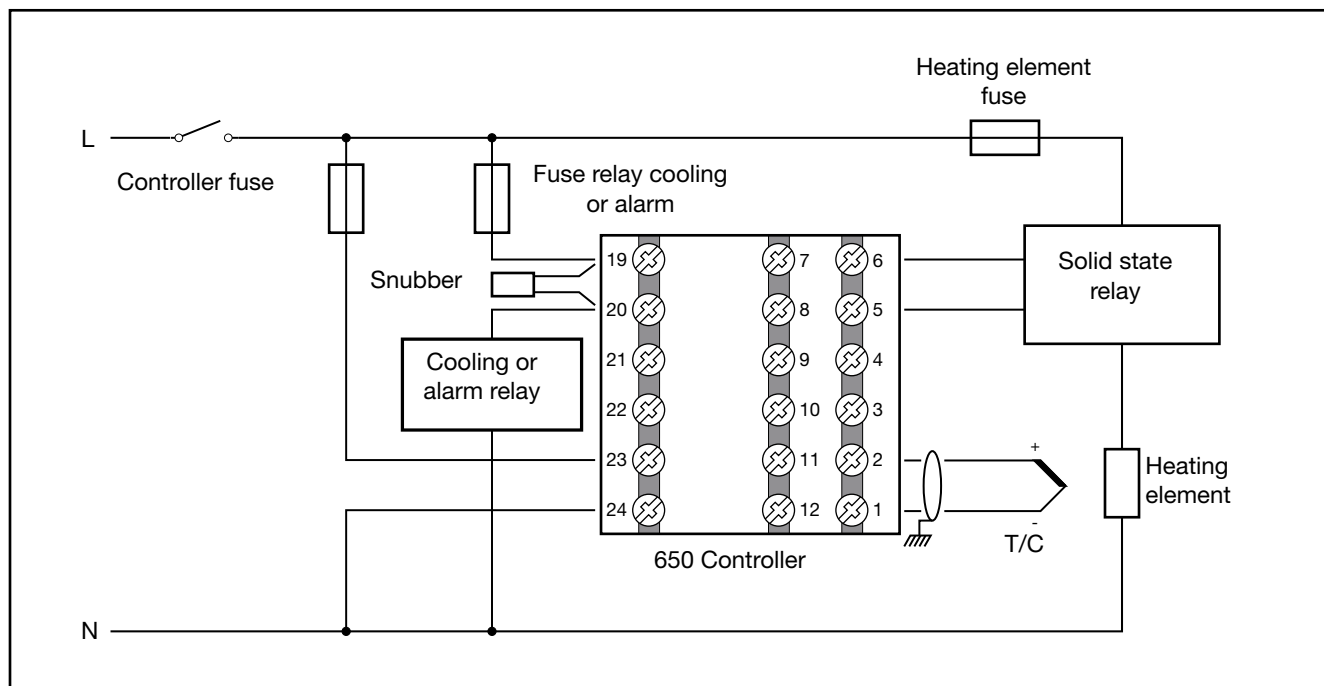 Heating element
fuse
L
Controller fuse
Fuse relay cooling
or alarm
19
7
6
Solid state
relay
Snubber
20
8
5
Cooling or
alarm relay
21
9
4
22
10
3
23
11
2
+
Heating
element
24
12
1
-
T/C
650 Controller
N